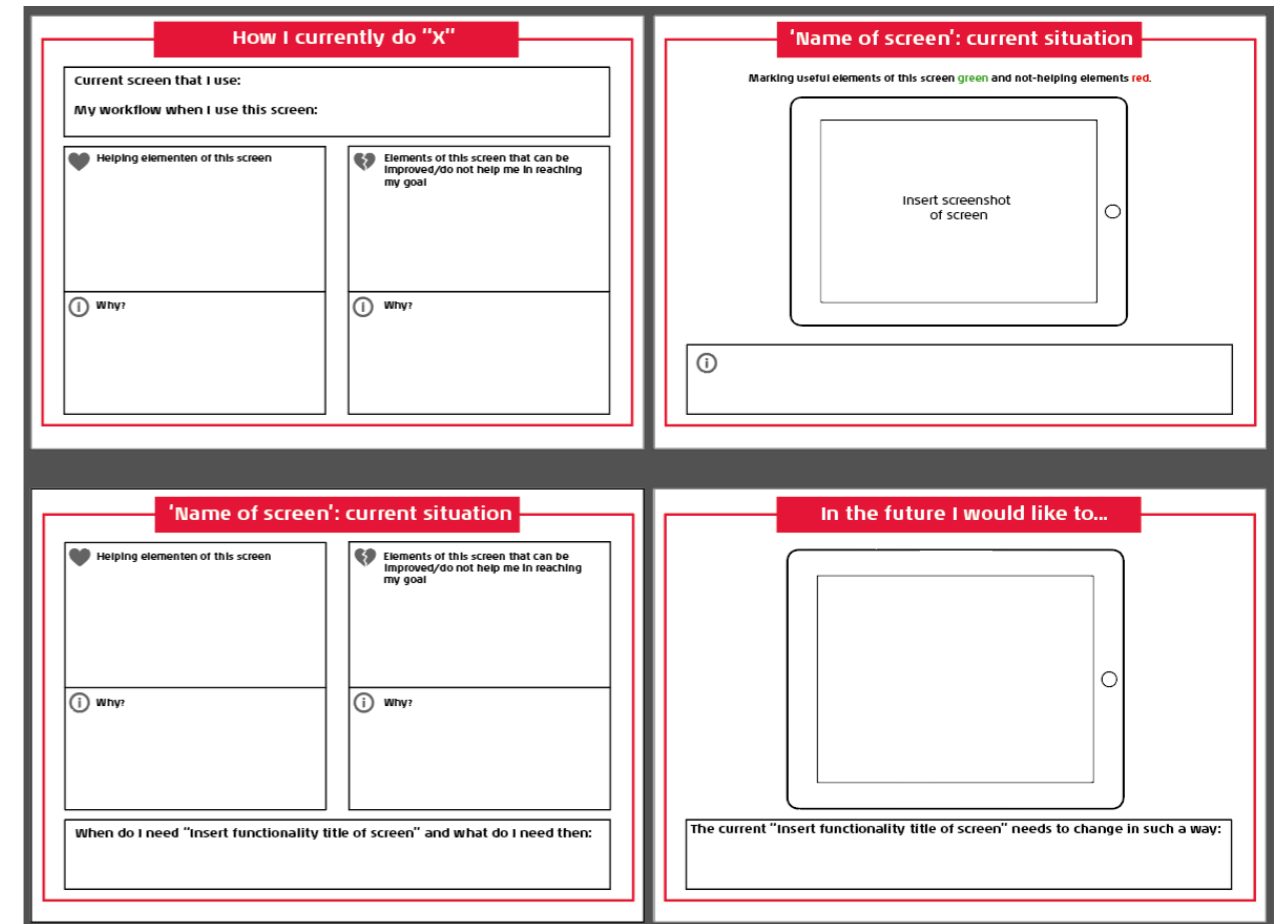 How I currently do "X"
Current screen that I use:
My workflow when I use this screen:
Helping elementen of this screen
Elements of this screen that can be
improved/do not help me in reaching
my goal
Why?
Why?
'Name of screen': current situation
Marking useful elements of this screen green and not-helping elements red.
Insert screenshot
of screen
'Name of screen': current situation
Helping elementen of this screen
Elements of this screen that can be
improved/do not help me in reaching
my goal
Why?
Why?
When do I need "Insert functionality title of screen" and what do I need then:
In the future I would like to...
The current "Insert functionality title of screen" needs to change in such a way: